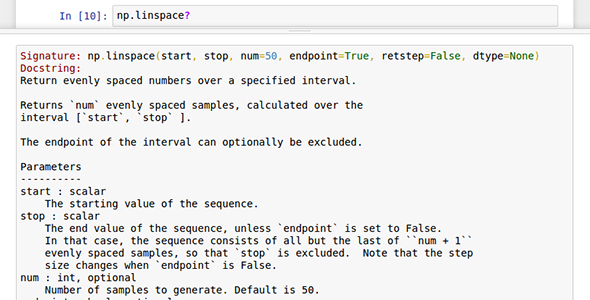 In [10]: np.linspace?
Signature: np.linspace(start, stop, num=50, endpoint=True, retstep=False, dtype=None)
Docstring:
Return evenly spaced numbers over a specified interval.
Returns `num` evenly spaced samples, calculated over the
interval [`start`, `stop` ].
The endpoint of the interval can optionally be excluded.
Parameters
----------
start : scalar
    The starting value of the sequence.
stop : scalar
    The end value of the sequence, unless `endpoint` is set to False.
    In that case, the sequence consists of all but the last of ``num + 1``
    evenly spaced samples, so that `stop` is excluded.  Note that the step
    size changes when `endpoint` is False.
num : int, optional
    Number of samples to generate. Default is 50.